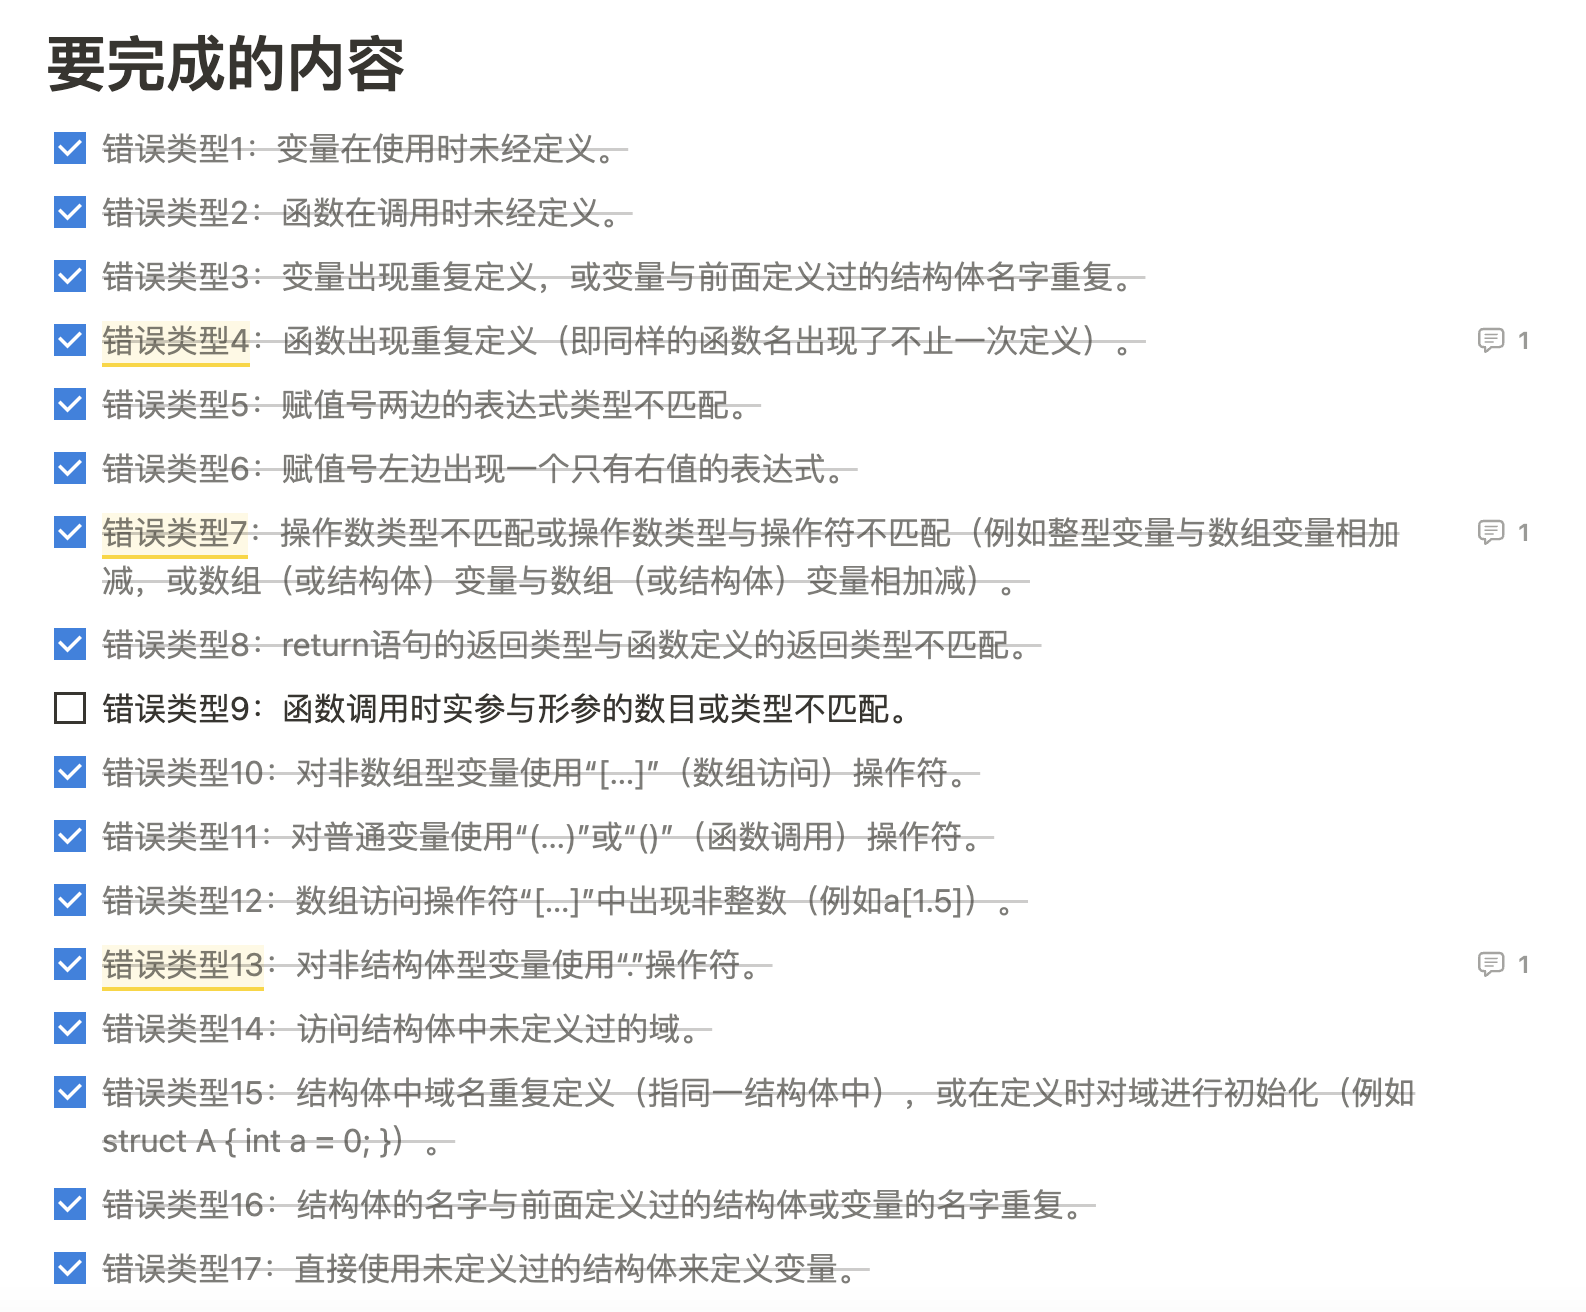 要完成的内容
错误类型1：变量在使用时未经定义。
错误类型2：函数在调用时未经定义。
错误类型3：变量出现重复定义，或变量与前面定义过的结构体名字重复。
错误类型4：函数出现重复定义（即同样的函数名出现了不止一次定义）。 1
错误类型5：赋值号两边的表达式类型不匹配。
错误类型6：赋值号左边出现一个只有右值的表达式。
错误类型7：操作数类型不匹配或操作数类型与操作符不匹配（例如整型变量与数组变量相加 1
减，或数组（或结构体）变量与数组（或结构体）变量相加减）。
错误类型8：return语句的返回类型与函数定义的返回类型不匹配。
错误类型9：函数调用时实参与形参的数目或类型不匹配。
错误类型10：对非数组型变量使用“[...]”（数组访问）操作符。
错误类型11：对普通变量使用“(...)”或“()”（函数调用）操作符。
错误类型12：数组访问操作符“[...]”中出现非整数（例如a[1.5]）。
错误类型13：对非结构体型变量使用“.”操作符。 1
错误类型14：访问结构体中未定义过的域。
错误类型15：结构体中域名重复定义（指同一结构体中），或在定义时对域进行初始化（例如
struct A { int a = 0; }）。
错误类型16：结构体的名字与前面定义过的结构体或变量的名字重复。
错误类型17：直接使用未定义过的结构体来定义变量。